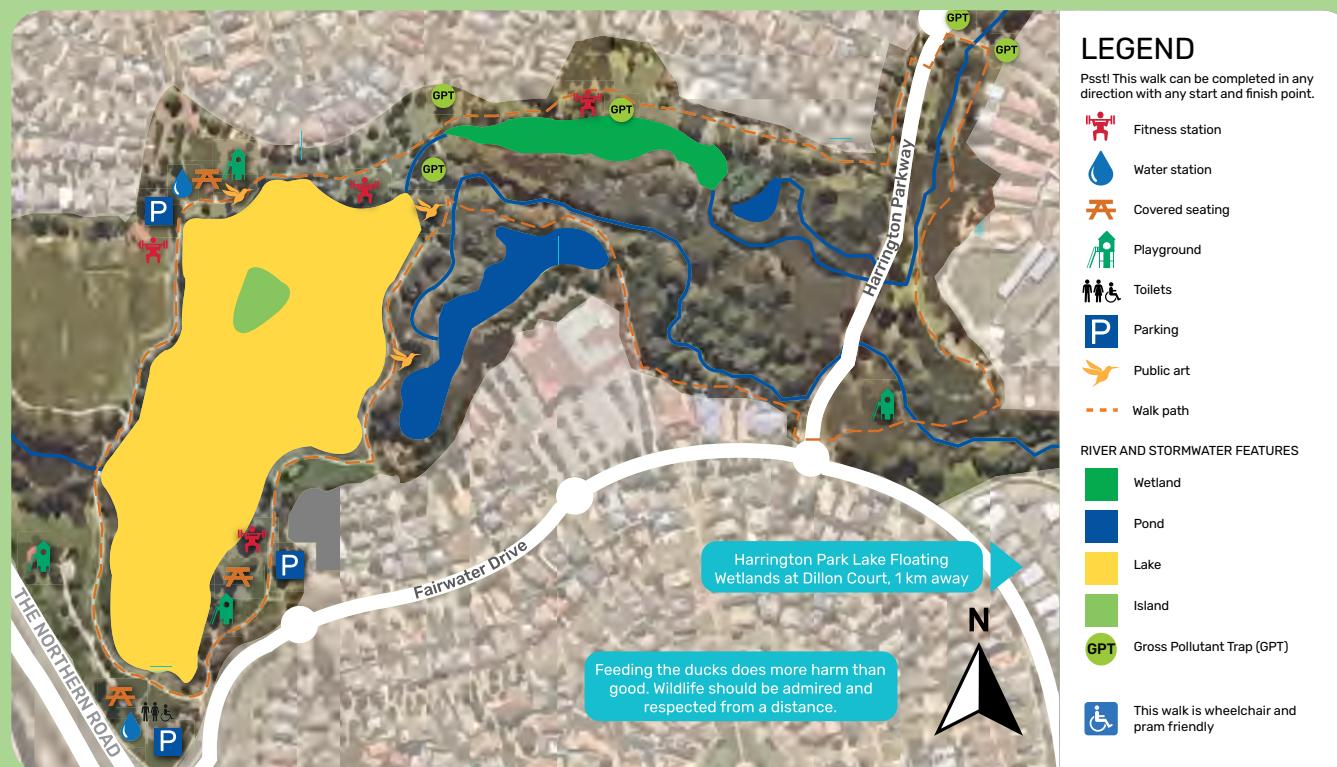 GPT
GPT
GPT
GPT
GPT
P
Harrington Parkway
Fairwater Drive
P
THE NORTHERN ROAD
P
Harrington Park Lake Floating
Wetlands at Dillon Court, 1 km away
Feeding the ducks does more harm than
good. Wildlife should be admired and
respected from a distance.
N
LEGEND
Psst! This walk can be completed in any
direction with any start and finish point.
Fitness station
Water station
Covered seating
Playground
Toilets
P
Parking
Public art
Walk path
RIVER AND STORMWATER FEATURES
Wetland
Pond
Lake
Island
GPT
Gross Pollutant Trap (GPT)
This walk is wheelchair and
pram friendly